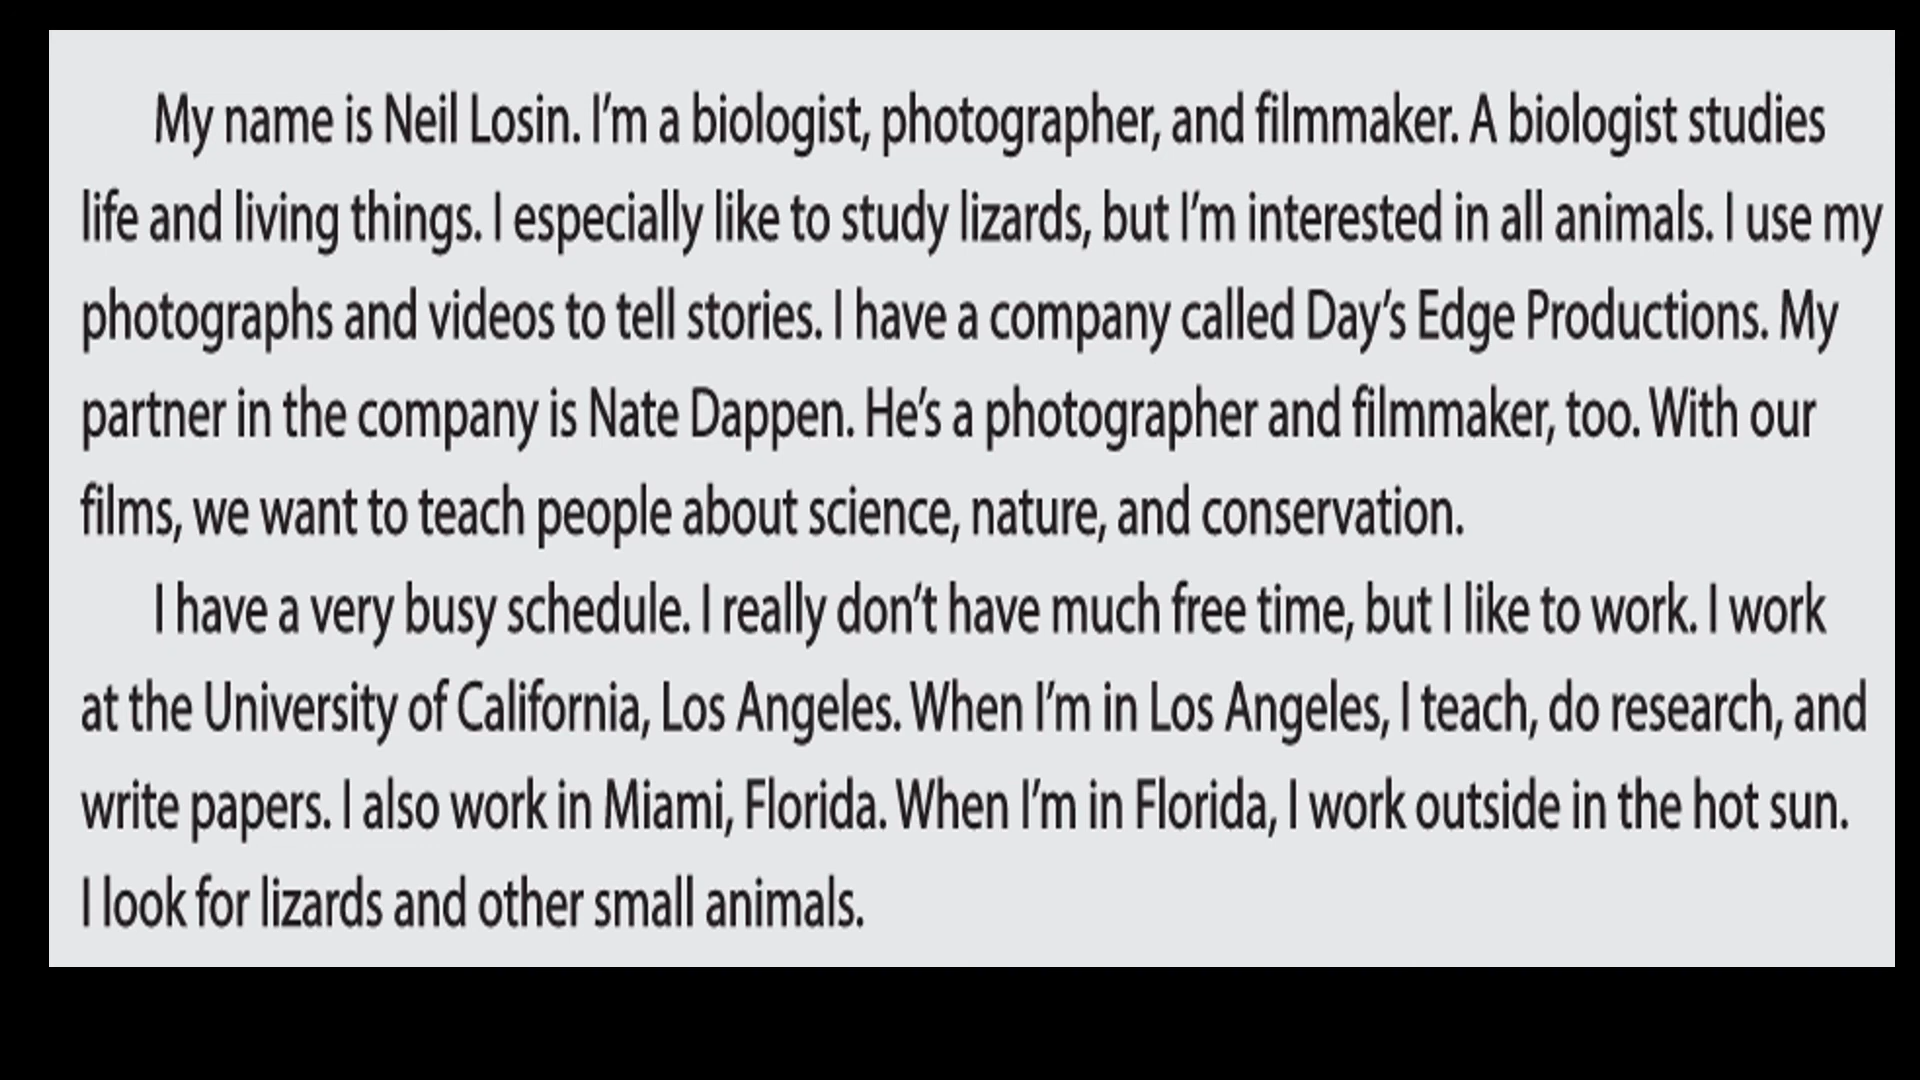 My name is Neil Losin. I’m a biologist, photographer, and filmmaker. A biologist studies
life and living things. I especially like to study lizards, but I’m interested in all animals. I use my
photographs and videos to tell stories. I have a company called Day’s Edge Productions. My
partner in the company is Nate Dappen. He’s a photographer and filmmaker, too. With our
films, we want to teach people about science, nature, and conservation.
I have a very busy schedule. I really don’t have much free time, but I like to work. I work
at the University of California, Los Angeles. When I’m in Los Angeles, I teach, do research, and
write papers. I also work in Miami, Florida. When I’m in Florida, I work outside in the hot sun.
I look for lizards and other small animals.